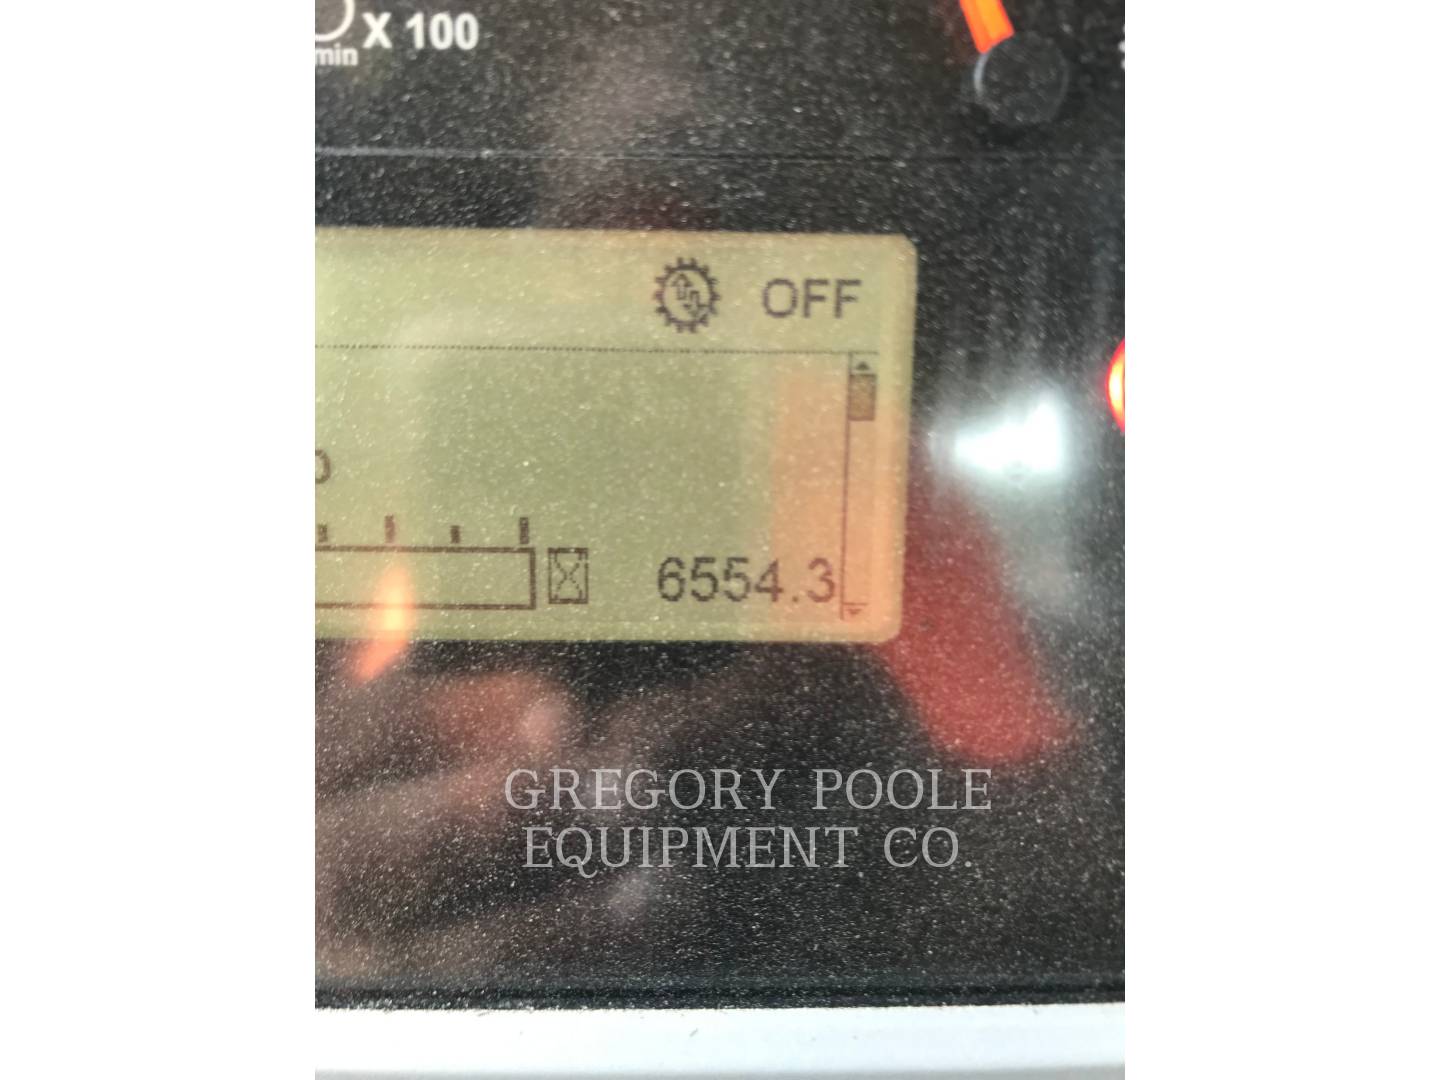 X 100
min
OFF
6554.3
GREGORY POOLE
EQUIPMENT CO.